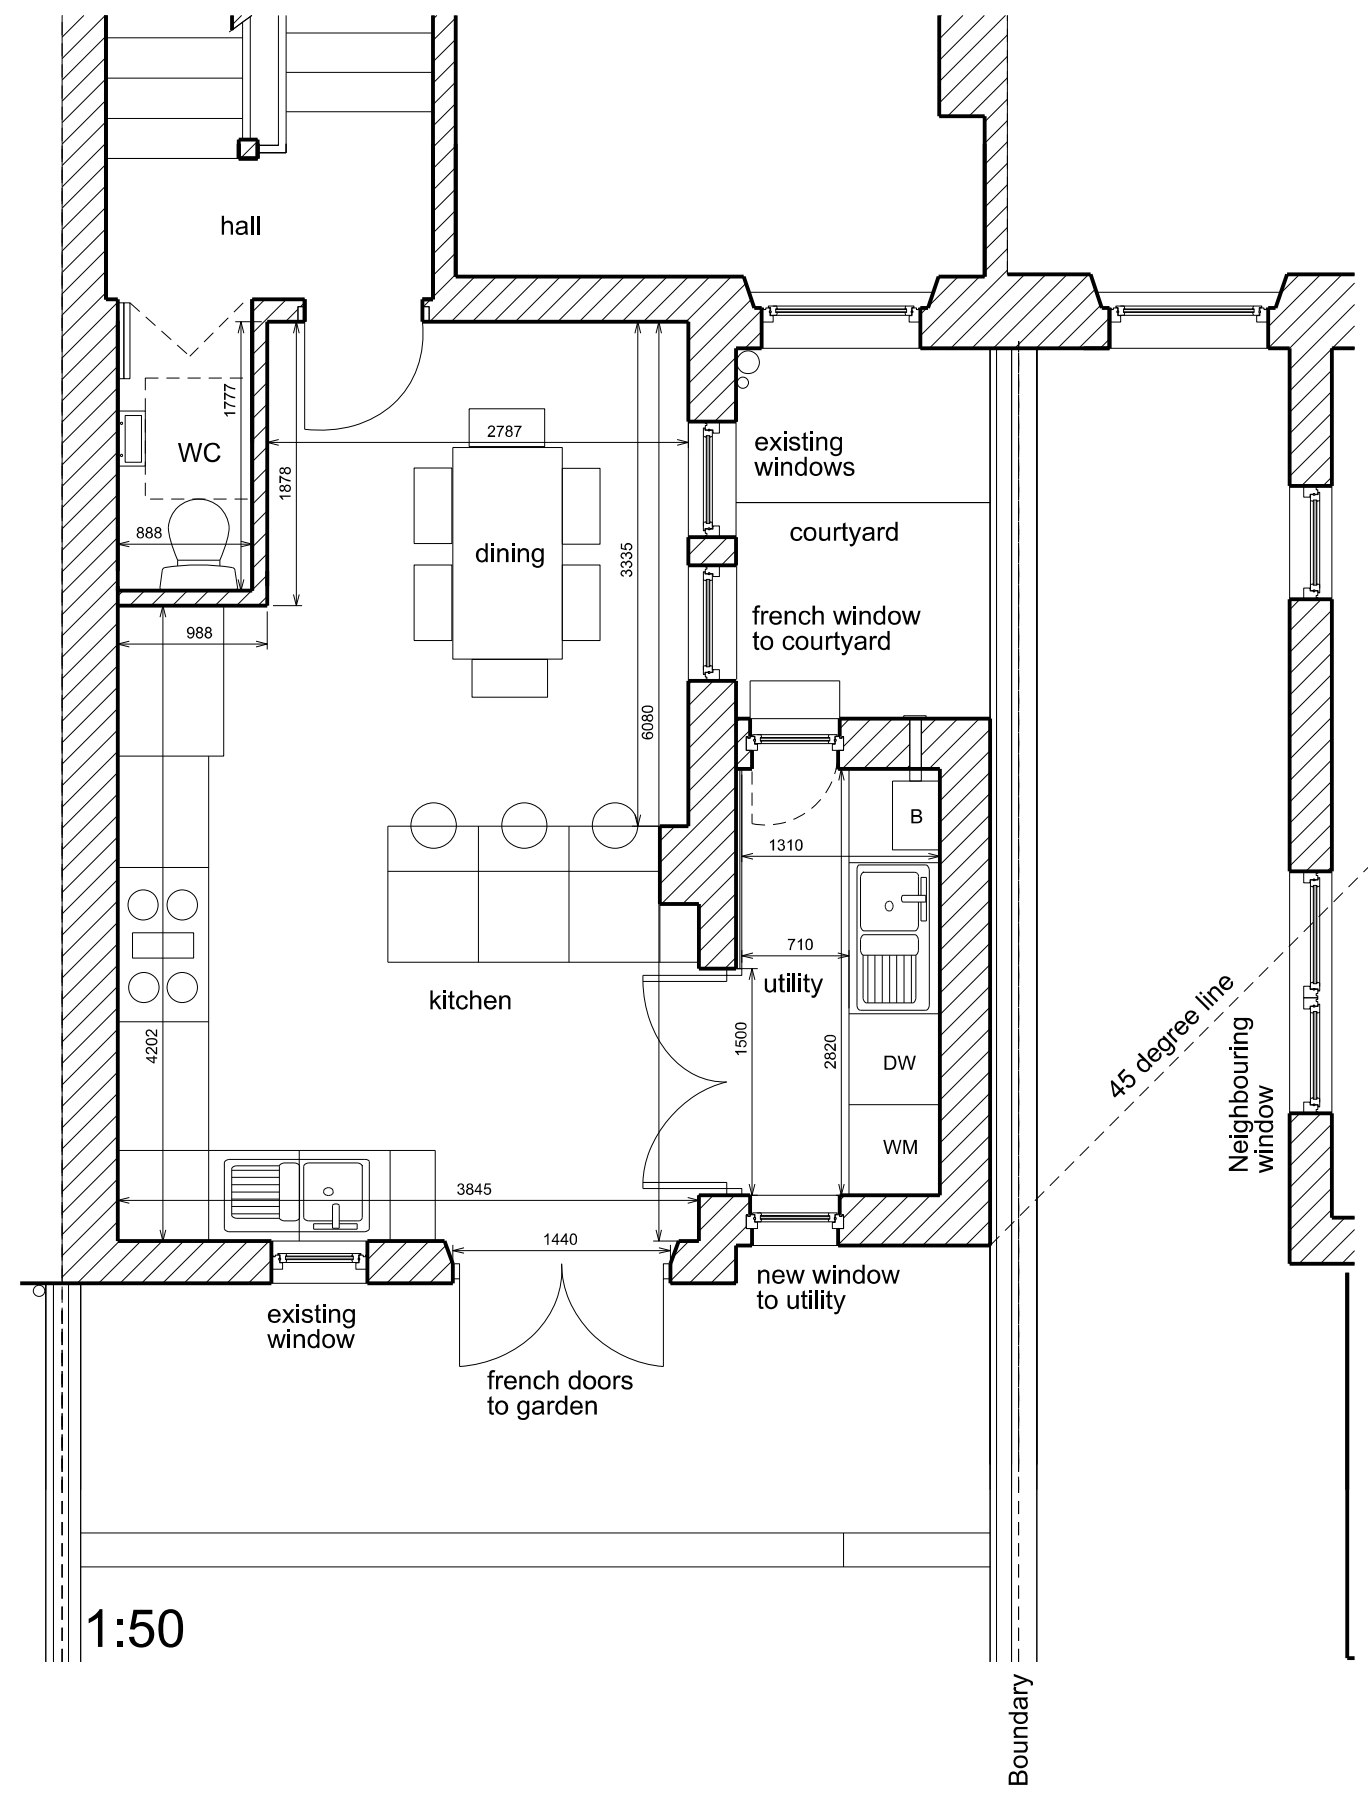 hall
1777
WC
2787
existing
windows
1878
888
courtyard
dining
3335
french window
to courtyard
988
6080
B
1310
710
utility
kitchen
4202
1500
2820
DW
45 degree line
Neighbouring
window
WM
3845
1440
new window
to utility
existing
window
french doors
to garden
1:50
Boundary